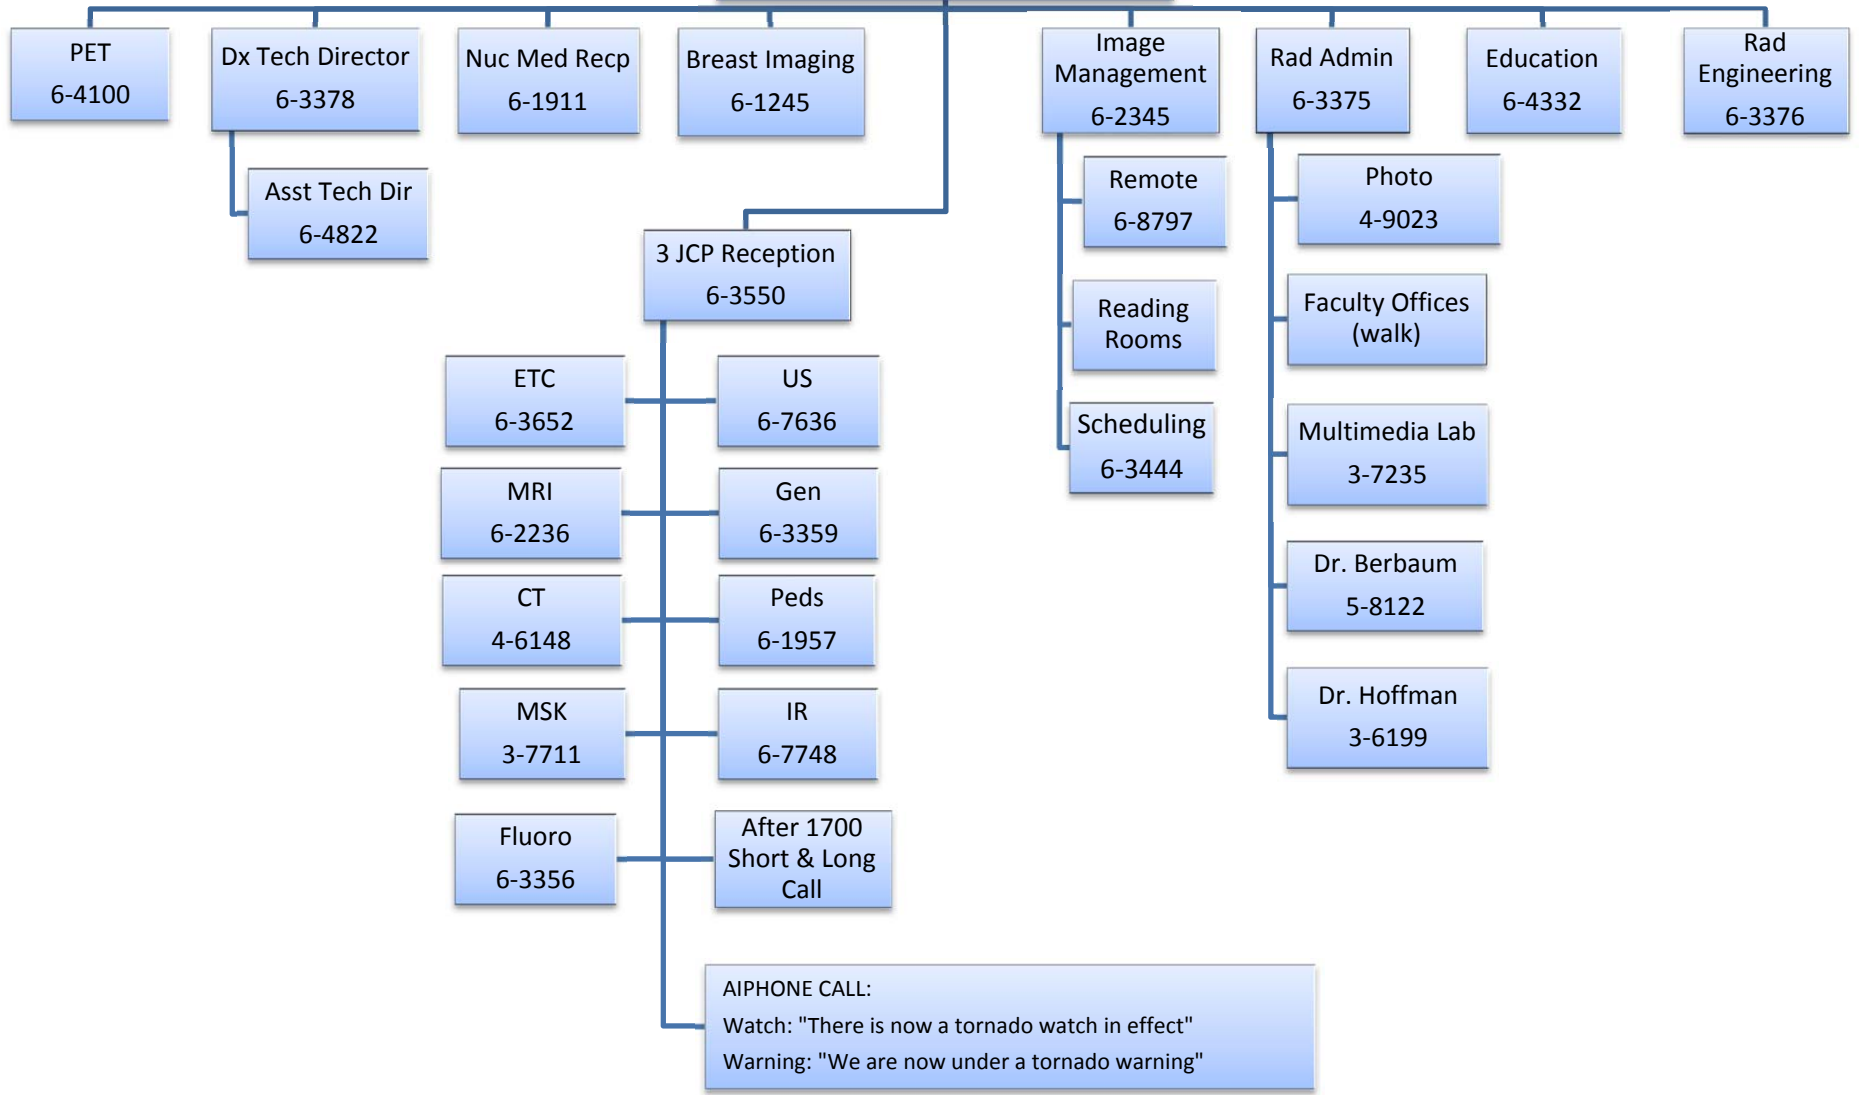 PET
6-4100
Dx Tech Director
6-3378
Nuc Med Recp
6-1911
Breast Imaging
6-1245
Image
Management
6-2345
Rad Admin
6-3375
Education
6-4332
Rad
Engineering
6-3376
Asst Tech Dir
6-4822
3 JCP Reception
6-3550
ETC
6-3652
US
6-7636
MRI
6-2236
Gen
6-3359
CT
4-6148
Peds
6-1957
MSK
3-7711
IR
6-7748
Fluoro
6-3356
After 1700
Short & Long
Call
AIPHONE CALL:
Watch: "There is now a tornado watch in effect"
Warning: "We are now under a tornado warning"
Remote
6-8797
Reading
Rooms
Scheduling
6-3444
Photo
4-9023
Faculty Offices
(walk)
Multimedia Lab
3-7235
Dr. Berbaum
5-8122
Dr. Hoffman
3-6199